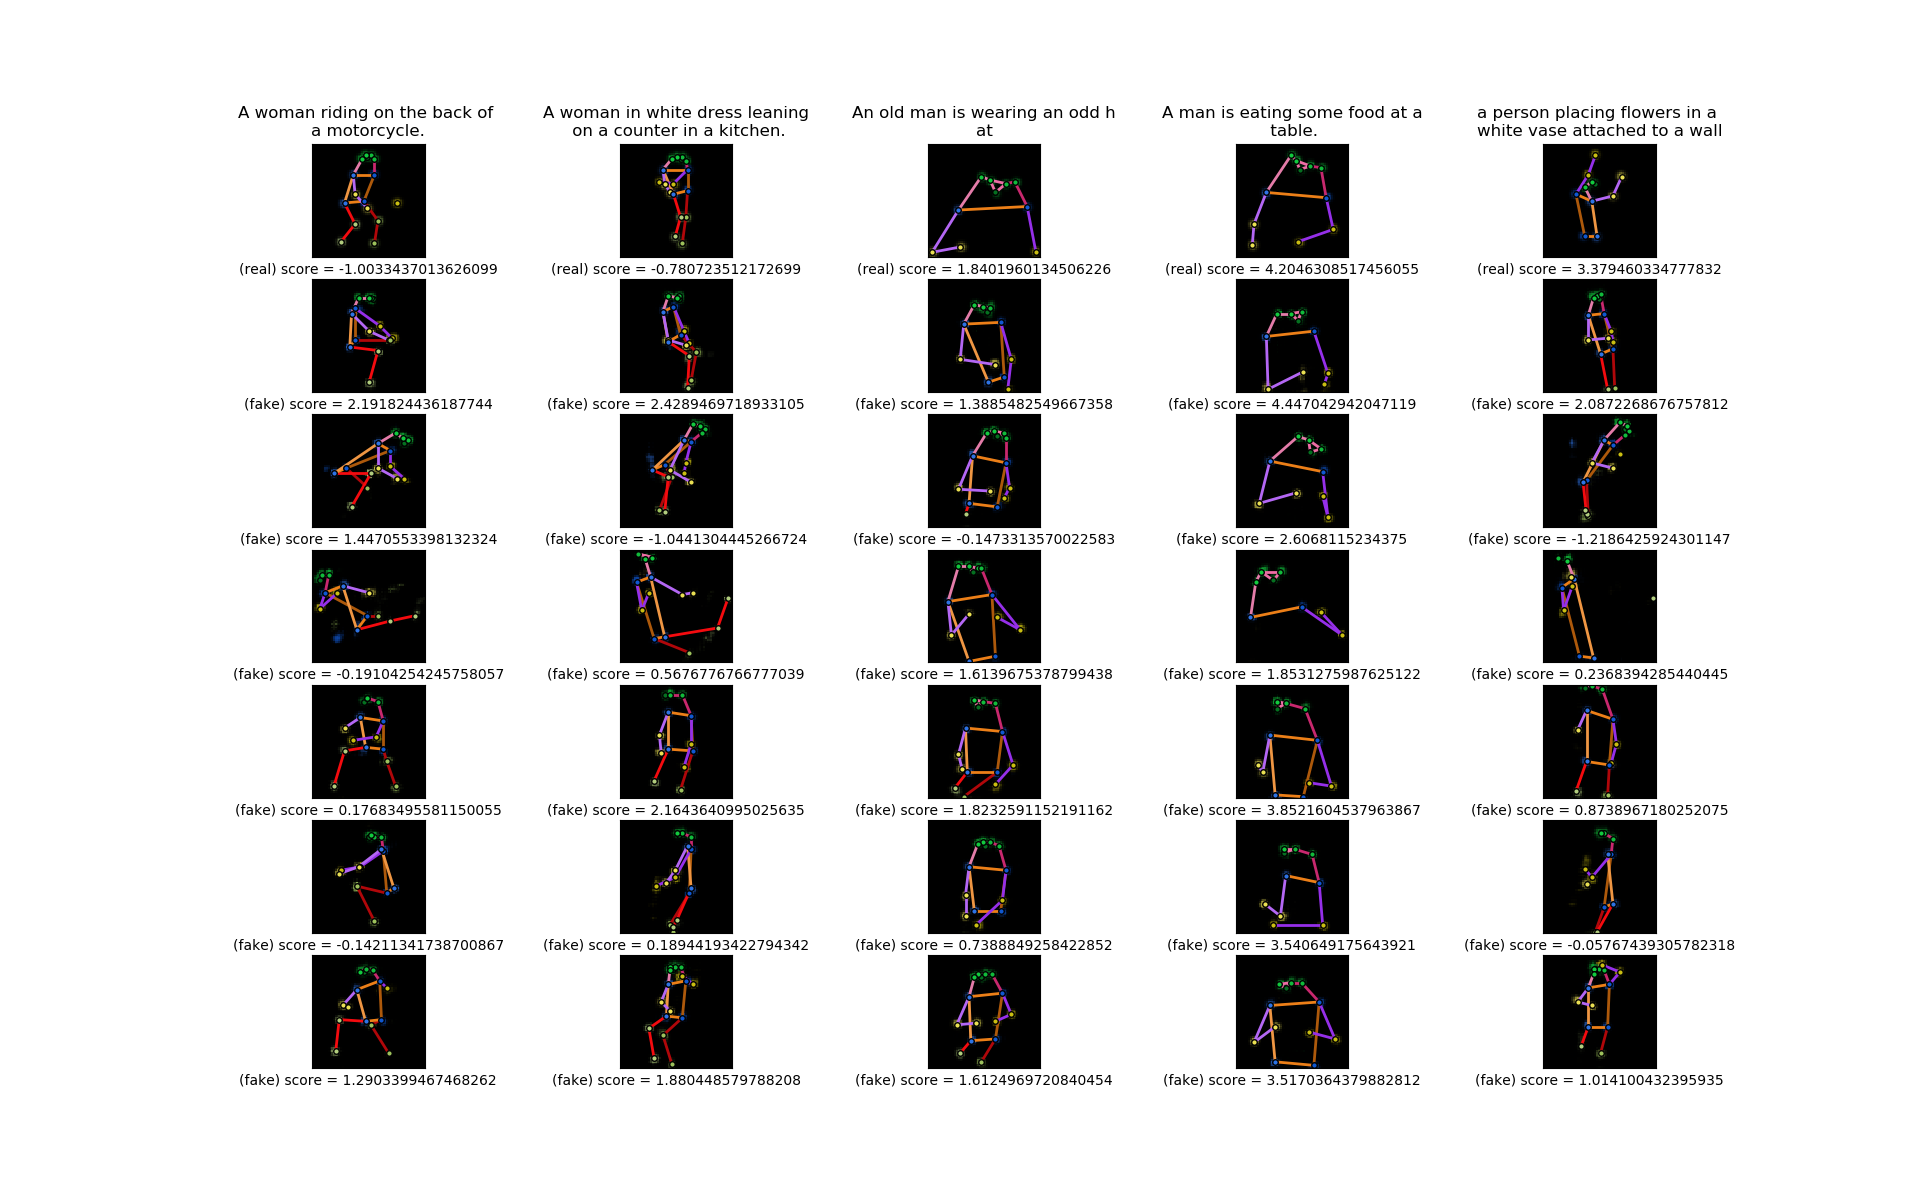 A woman riding on the back of
a motorcycle.
A woman in white dress leaning
on a counter in a kitchen.
An old man is wearing an odd h
at
A man is eating some food at a
table.
a person placing flowers in a
white vase attached to a wall
(real) score = -1.0033437013626099
(real) score = -0.780723512172699
(real) score = 1.8401960134506226
(real) score = 4.2046308517456055
(real) score = 3.379460334777832
(fake) score = 2.191824436187744
(fake) score = 2.4289469718933105
(fake) score = 1.3885482549667358
(fake) score = 4.447042942047119
(fake) score = 2.0872268676757812
(fake) score = 1.4470553398132324
(fake) score = -1.0441304445266724
(fake) score = -0.1473313570022583
(fake) score = 2.6068115234375
(fake) score = -1.2186425924301147
(fake) score = -0.19104254245758057
(fake) score = 0.5676776766777039
(fake) score = 1.6139675378799438
(fake) score = 1.8531275987625122
(fake) score = 0.2368394285440445
(fake) score = 0.17683495581150055
(fake) score = 2.1643640995025635
(fake) score = 1.8232591152191162
(fake) score = 3.8521604537963867
(fake) score = 0.8738967180252075
(fake) score = -0.14211341738700867
(fake) score = 0.18944193422794342
(fake) score = 0.7388849258422852
(fake) score = 3.540649175643921
(fake) score = -0.05767439305782318
(fake) score = 1.2903399467468262
(fake) score = 1.880448579788208
(fake) score = 1.6124969720840454
(fake) score = 3.5170364379882812
(fake) score = 1.014100432395935